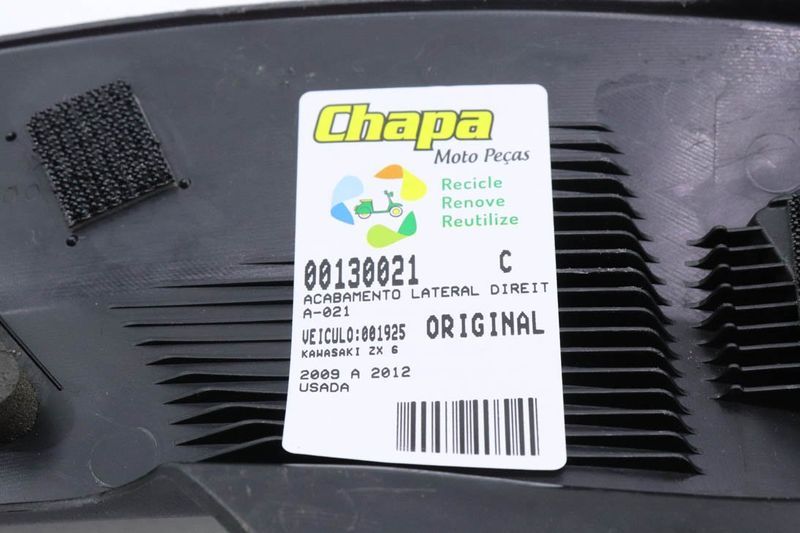 Chapa
Moto Peças
Recicle
Renove
Reutilize
00130021 C
ACABAMENTO LATERAL DIREIT
A-021
VEICULO:001925 ORIGINAL
KAWASAKI ZX 6
2009 A 2012
USADA